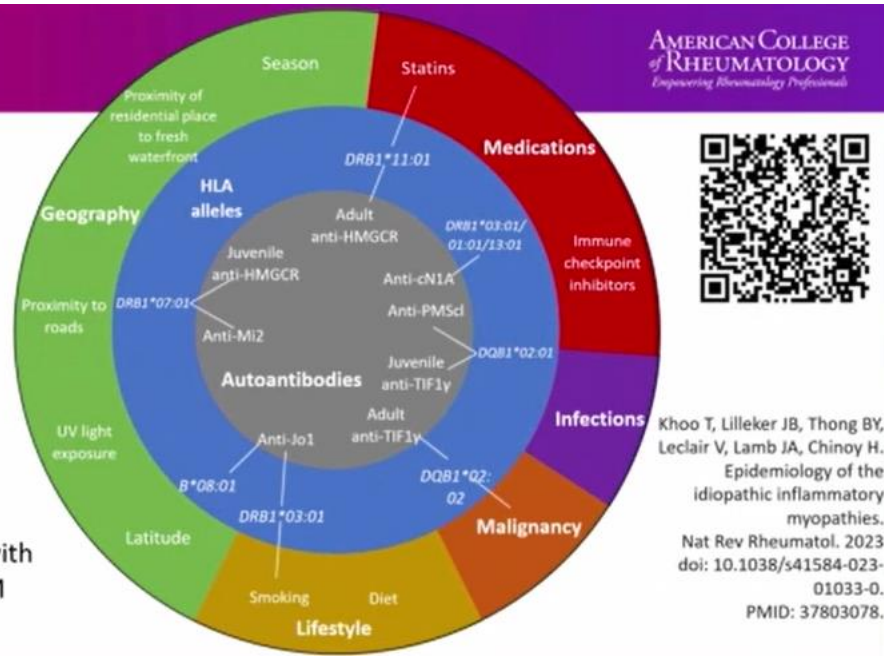 AMERICAN COLLEGE
of RHEUMATOLOGY
Empowering Rheumatology Professionals
Season
Statins
Proximity of
residential place
to fresh
waterfront
Medications
DRB1*11:01
HLA
alleles
Geography
Adult
anti-HMGCR
DRB1*03:01/
01:01/13:01
Juvenile
anti-HMGCR
Immune
checkpoint
inhibitors
Anti-cN1A
Proximity to
roads
DRB1*07:01
Anti-PMScl
Anti-Mi2
DQB1*02:01
Juvenile
anti-TIF1γ
Autoantibodies
Adult
anti-TIF1γ
Infections
UV light
exposure
Anti-Jo1
B*08:01
DQB1*02:
02
DRB1*03:01
Malignancy
Latitude
Smoking
Diet
Lifestyle
Khoo T, Lilleker JB, Thong BY,
Leclair V, Lamb JA, Chinoy H.
Epidemiology of the
idiopathic inflammatory
myopathies.
Nat Rev Rheumatol. 2023
doi: 10.1038/s41584-023-
01033-0.
PMID: 37803078.